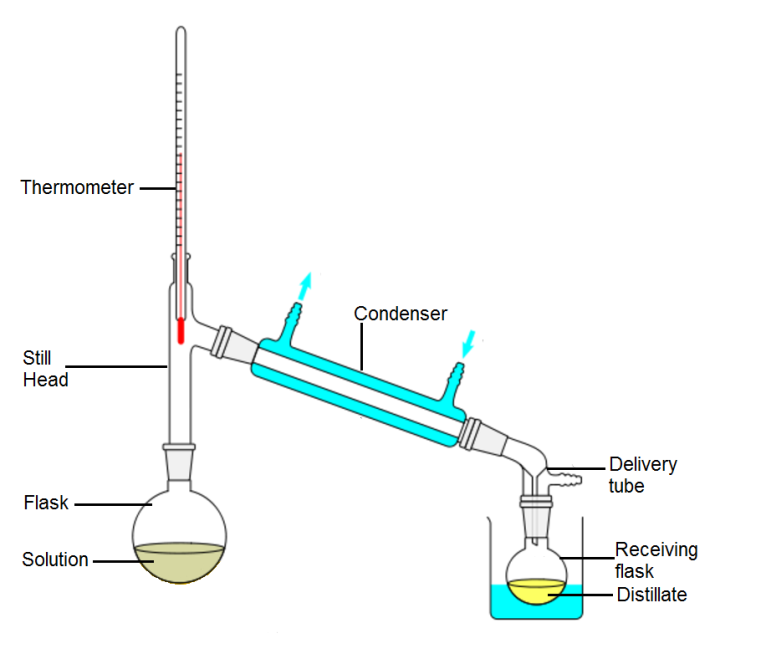 Thermometer
Condenser
Still
Head
Delivery
tube
Flask
Solution
Receiving
flask
Distillate